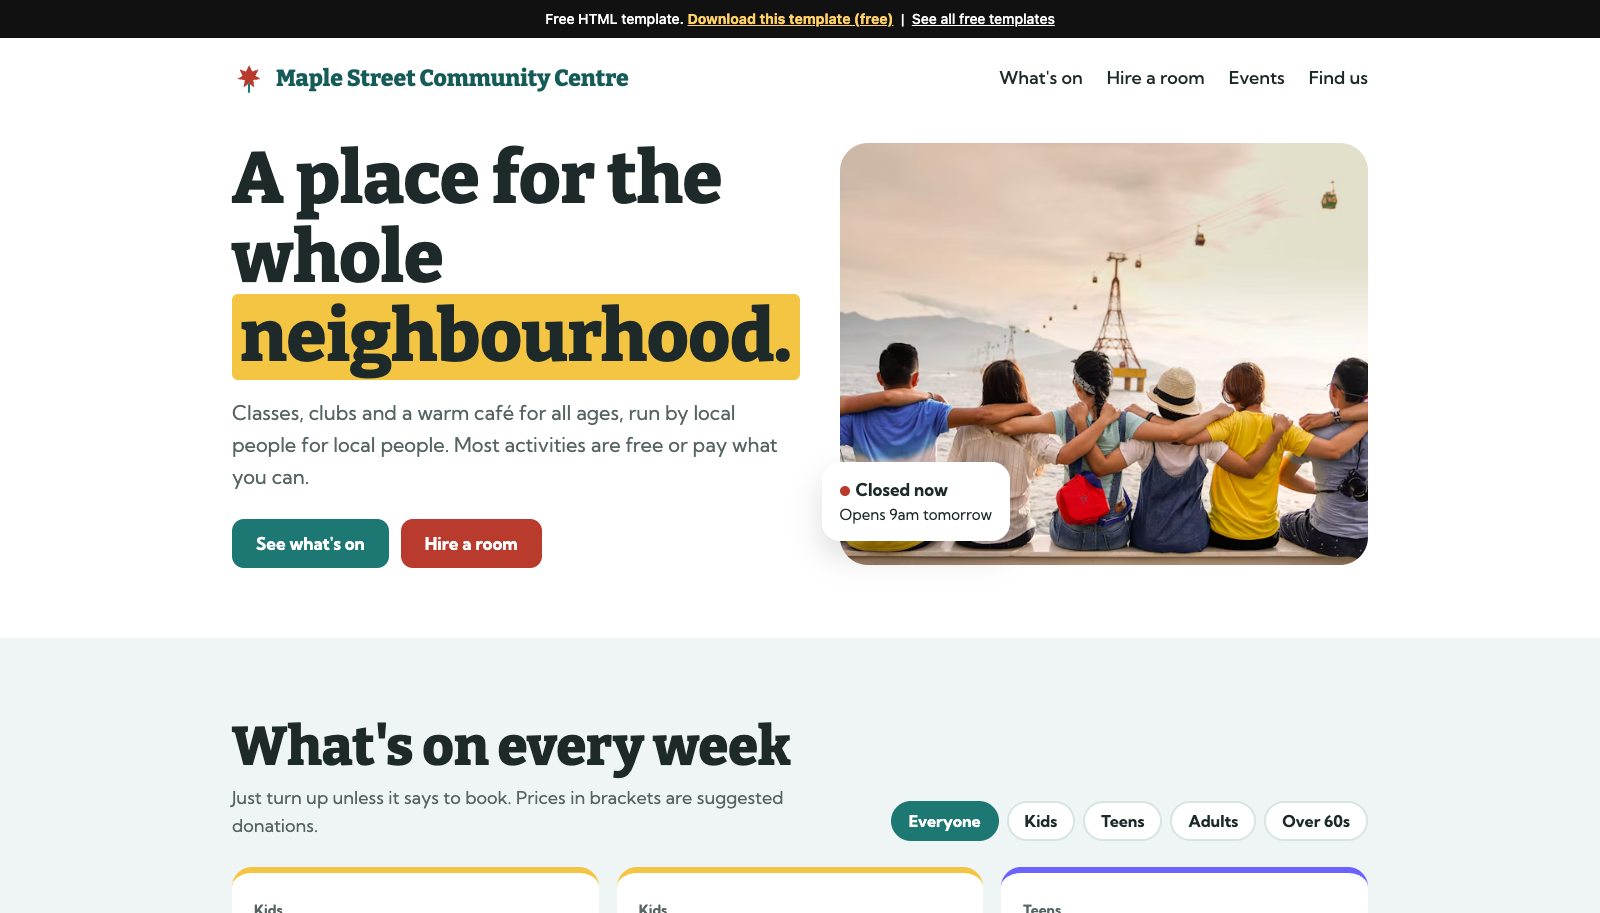 Free HTML template. Download this template (free) | See all free templates
Maple Street Community Centre
What's on
Hire a room
Events
Find us
A place for the
whole
neighbourhood.
Classes, clubs and a warm café for all ages, run by local
people for local people. Most activities are free or pay what
you can.
See what's on
Hire a room
Closed now
Opens 9am tomorrow
What's on every week
Just turn up unless it says to book. Prices in brackets are suggested
donations.
Everyone
Kids
Teens
Adults
Over 60s
Kids
Kids
Teens